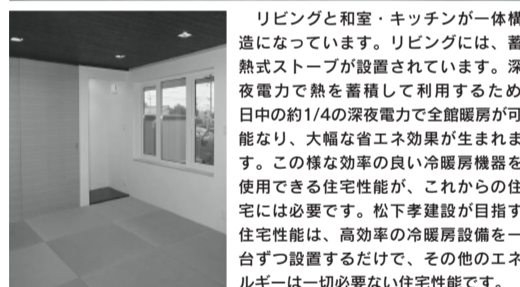 リビングと和室・キッチンが一体構
造になっています。リビングには、蓄
熱式ストーブが設置されています。深
夜電力で熱を蓄積して利用するため
日中の約1/4の深夜電力で全館暖房が可
能なり、大幅な省エネ効果が生まれま
す。この様な効率の良い冷暖房機器を
使用できる住宅性能が、これからの住
宅には必要です。松下孝建設が目指す
住宅性能は、高効率の冷暖房設備を一
台ずつ設置するだけで、その他のエネ
ルギーは一切必要ない住宅性能です。